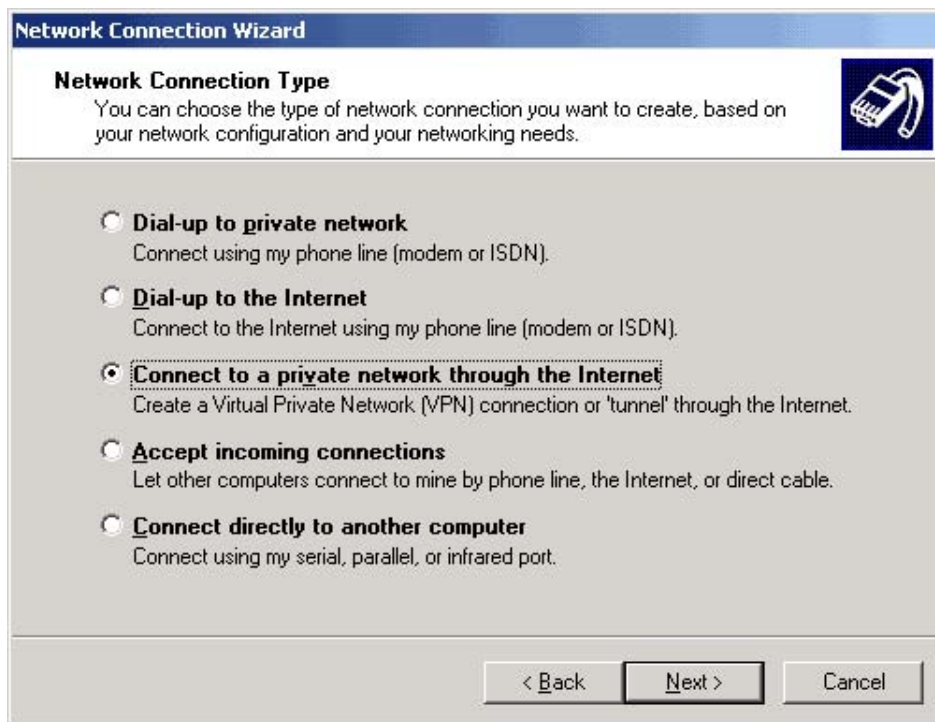 Network Connection Wizard
Network Connection Type
You can choose the type of network connection you want to create, based on
your network configuration and your networking needs.
Dial-up to private network
Connect using my phone line (modem or ISDN).
Dial-up to the Internet
Connect to the Internet using my phone line (modem or ISDN).
Connect to a private network through the Internet
Create a Virtual Private Network (VPN) connection or 'tunnel' through the Internet.
Accept incoming connections
Let other computers connect to mine by phone line, the Internet, or direct cable.
Connect directly to another computer
Connect using my serial, parallel, or infrared port.
< Back
Next >
Cancel